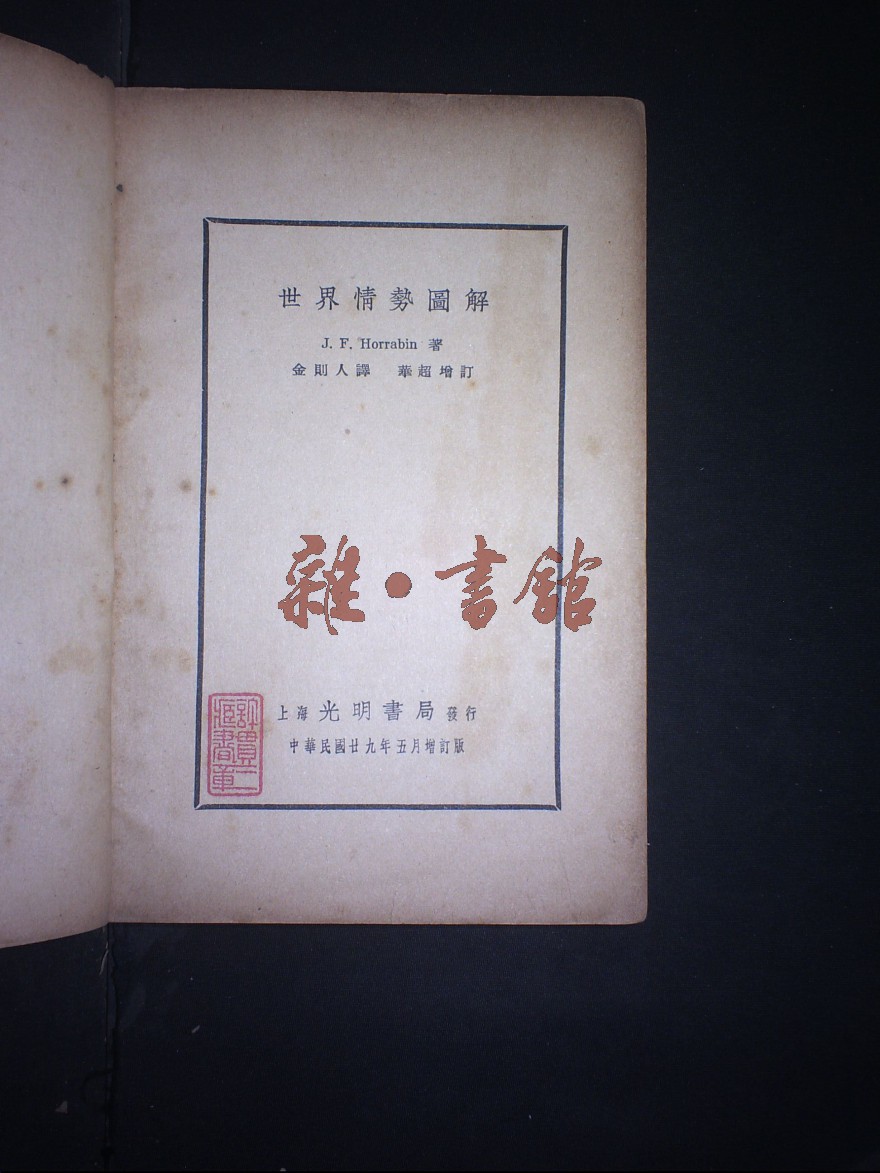 世界情勢圖解
J. F. Horrabin 著
金則人譯 華超增訂
雜·書館
上海 光明書局 發行
中華民國廿九年五月增訂版